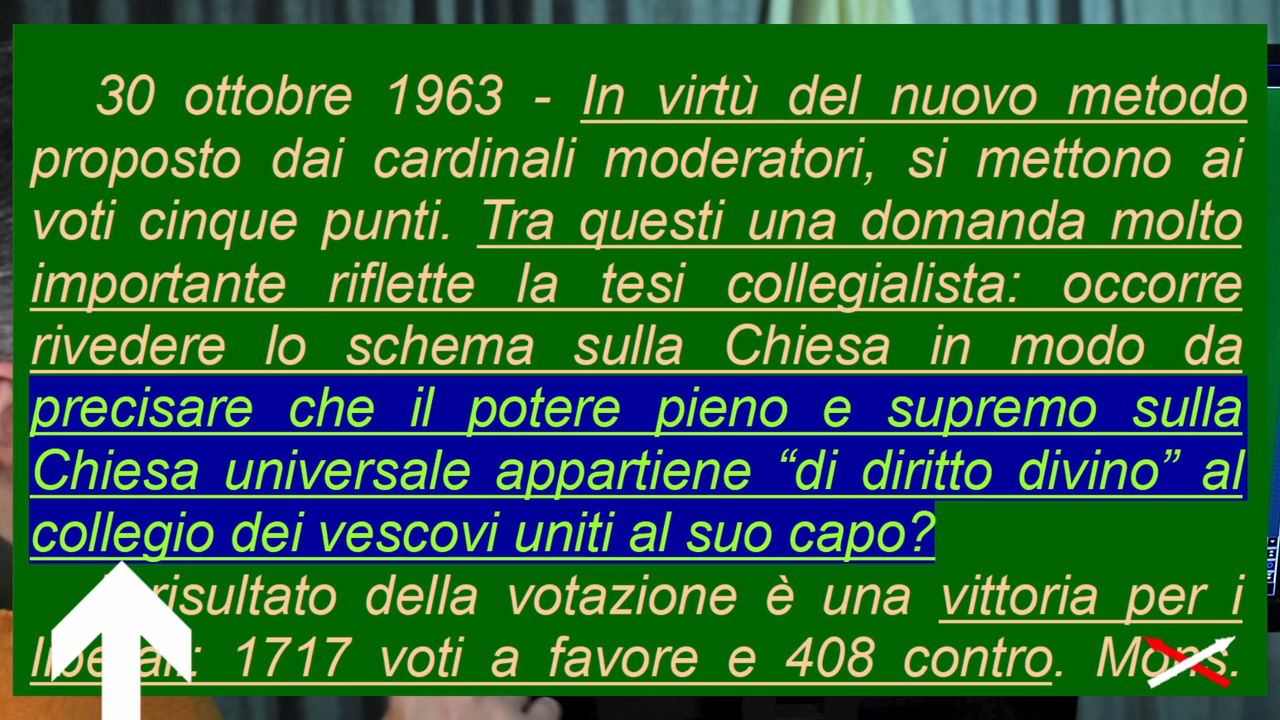 30 ottobre 1963 - In virtù del nuovo metodo
proposto dai cardinali moderatori, si mettono ai
voti cinque punti. Tra questi una domanda molto
importante riflette la tesi collegialista: occorre
rivedere lo schema sulla Chiesa in modo da
precisare che il potere pieno e supremo sulla
Chiesa universale appartiene “di diritto divino” al
collegio dei vescovi uniti al suo capo?
risultato della votazione è una vittoria per i
liberali: 1717 voti a favore e 408 contro. Mons.